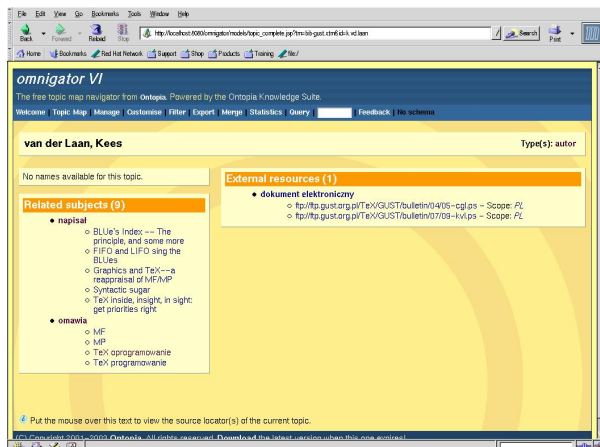 File Edit View Go Bookmarks Tools Window Help
Back Forward Reload Stop http://localhost:8080/omnigator/models/topic_complete.jsp?tm=bib-gust.xtm&id=k.vd.laan Search Print
Home Bookmarks Red Hat Network Support Shop Products Training file:/
omnigator VI
The free topic map navigator from Ontopia. Powered by the Ontopia Knowledge Suite.
Welcome | Topic Map | Manage | Customise | Filter | Export | Merge | Statistics | Query | | Feedback | No schema
van der Laan, Kees Type(s): autor
No names available for this topic.
Related subjects (9)
• napisał
BLUe's Index -- The
principle, and some more
FIFO and LIFO sing the
BLUes
Graphics and TeX--a
reappraisal of MF/MP
Syntactic sugar
TeX inside, insight, in sight:
get priorities right
• omawia
MF
MP
TeX oprogramowanie
TeX programowanie
External resources (1)
• dokument elektroniczny
ftp://ftp.gust.org.pl/TeX/GUST/bulletin/04/05-cgl.ps – Scope: PL
ftp://ftp.gust.org.pl/TeX/GUST/bulletin/07/09-kvl.ps – Scope: PL
Put the mouse over this text to view the source locator(s) of the current topic.
(C) Copyright 2001-2003 Ontopia. All rights reserved. Download the latest version when this one expires!